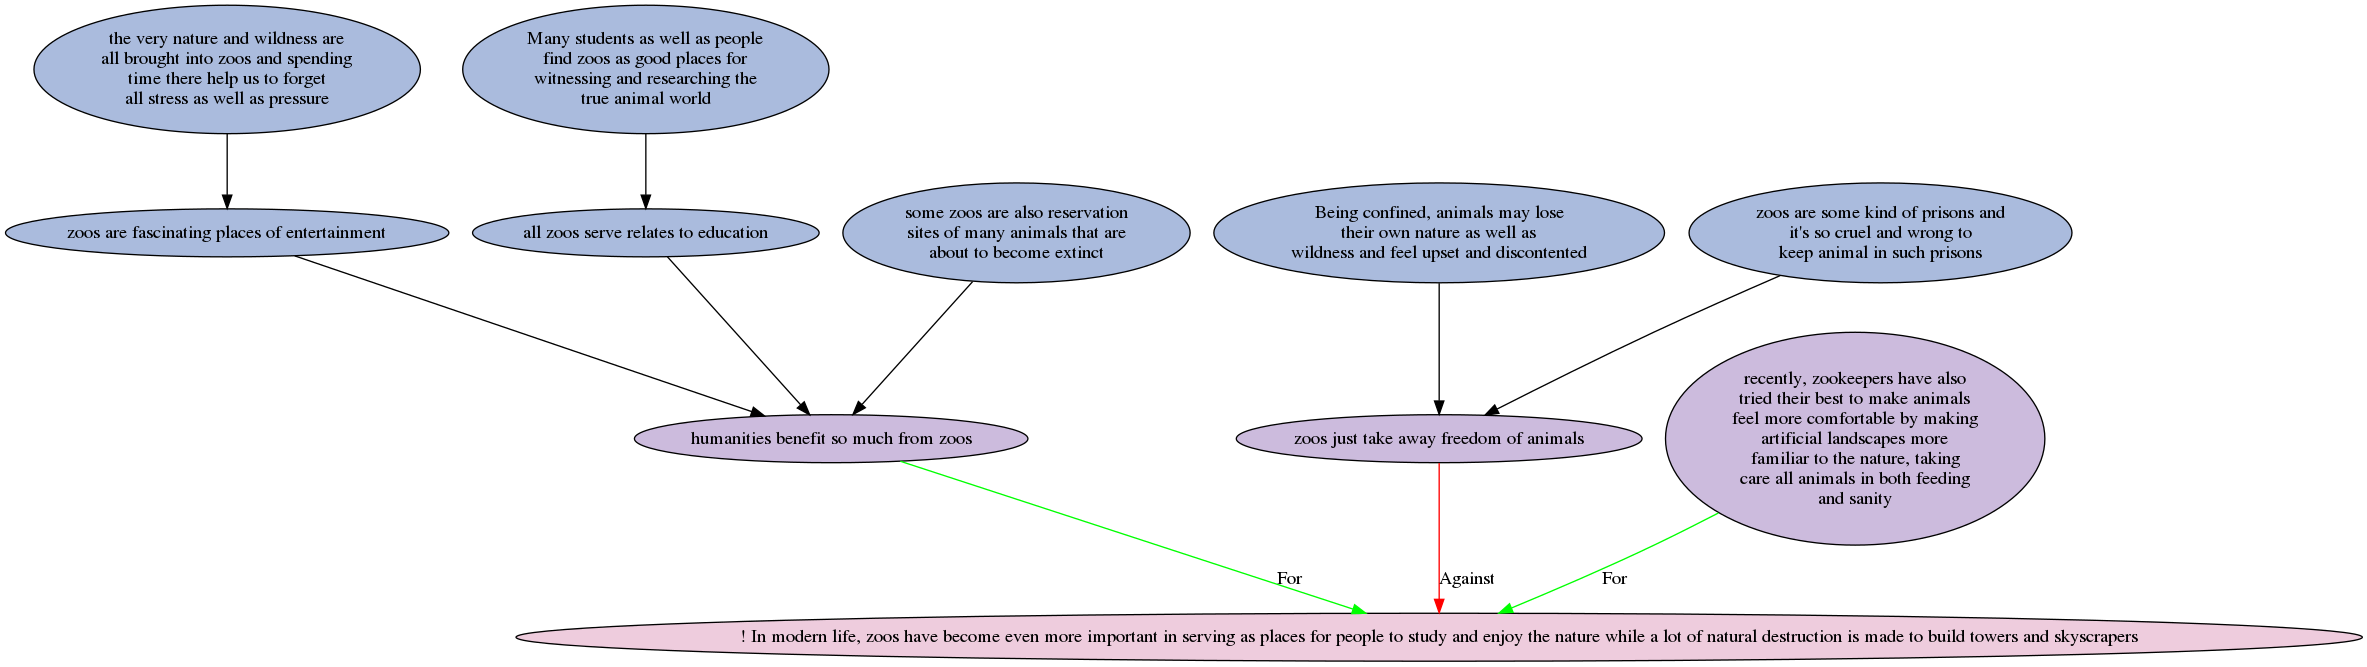 the very nature and wildness are
all brought into zoos and spending
time there help us to forget
all stress as well as pressure
Many students as well as people
find zoos as good places for
witnessing and researching the
true animal world
zoos are fascinating places of entertainment
all zoos serve relates to education
some zoos are also reservation
sites of many animals that are
about to become extinct
Being confined, animals may lose
their own nature as well as
wildness and feel upset and discontented
zoos are some kind of prisons and
it's so cruel and wrong to
keep animal in such prisons
humanities benefit so much from zoos
zoos just take away freedom of animals
recently, zookeepers have also
tried their best to make animals
feel more comfortable by making
artificial landscapes more
familiar to the nature, taking
care all animals in both feeding
and sanity
For
Against
For
! In modern life, zoos have become even more important in serving as places for people to study and enjoy the nature while a lot of natural destruction is made to build towers and skyscrapers